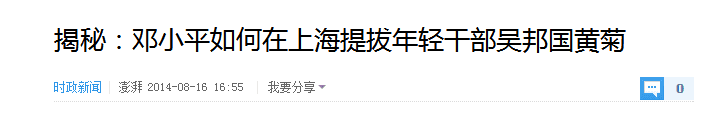 揭秘：邓小平如何在上海提拔年轻干部吴邦国黄菊
时政新闻 澎湃 2014-08-16 16:55 我要分享 0